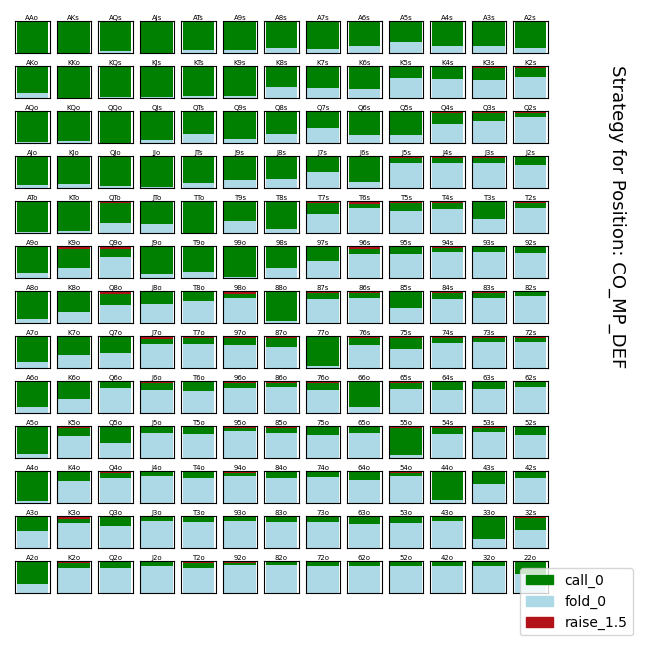 AAo AKs AQs AJs ATs A9s A8s A7s A6s A5s A4s A3s A2s
AKo KKo KQs KJs KTs K9s K8s K7s K6s K5s K4s K3s K2s
AQo KQo QQo QJs QTs Q9s Q8s Q7s Q6s Q5s Q4s Q3s Q2s
AJo KJo QJo JJo JTs J9s J8s J7s J6s J5s J4s J3s J2s
ATo KTo QTo JTo TTo T9s T8s T7s T6s T5s T4s T3s T2s
A9o K9o Q9o J9o T9o 99o 98s 97s 96s 95s 94s 93s 92s
A8o K8o Q8o J8o T8o 98o 88o 87s 86s 85s 84s 83s 82s
A7o K7o Q7o J7o T7o 97o 87o 77o 76s 75s 74s 73s 72s
A6o K6o Q6o J6o T6o 96o 86o 76o 66o 65s 64s 63s 62s
A5o K5o Q5o J5o T5o 95o 85o 75o 65o 55o 54s 53s 52s
A4o K4o Q4o J4o T4o 94o 84o 74o 64o 54o 44o 43s 42s
A3o K3o Q3o J3o T3o 93o 83o 73o 63o 53o 43o 33o 32s
A2o K2o Q2o J2o T2o 92o 82o 72o 62o 52o 42o 32o 22o
Strategy for Position: CO_MP_DEF
call_0
fold_0
raise_1.5